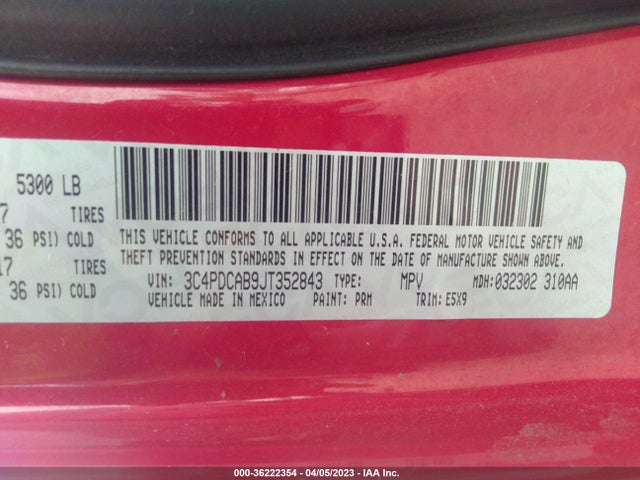 5300 LB
7 TIRES
36 PSI) COLD
17 TIRES
36 PSI) COLD
THIS VEHICLE CONFORMS TO ALL APPLICABLE U.S.A. FEDERAL MOTOR VEHICLE SAFETY AND
THEFT PREVENTION STANDARDS IN EFFECT ON THE DATE OF MANUFACTURE SHOWN ABOVE.
VIN: 3C4PDCAB9JT352843 TYPE: MPV MDH: 032302 310AA
VEHICLE MADE IN MEXICO PAINT: PRM TRIM: E5X9
000-36222354 - 04/05/2023 - IAA Inc.